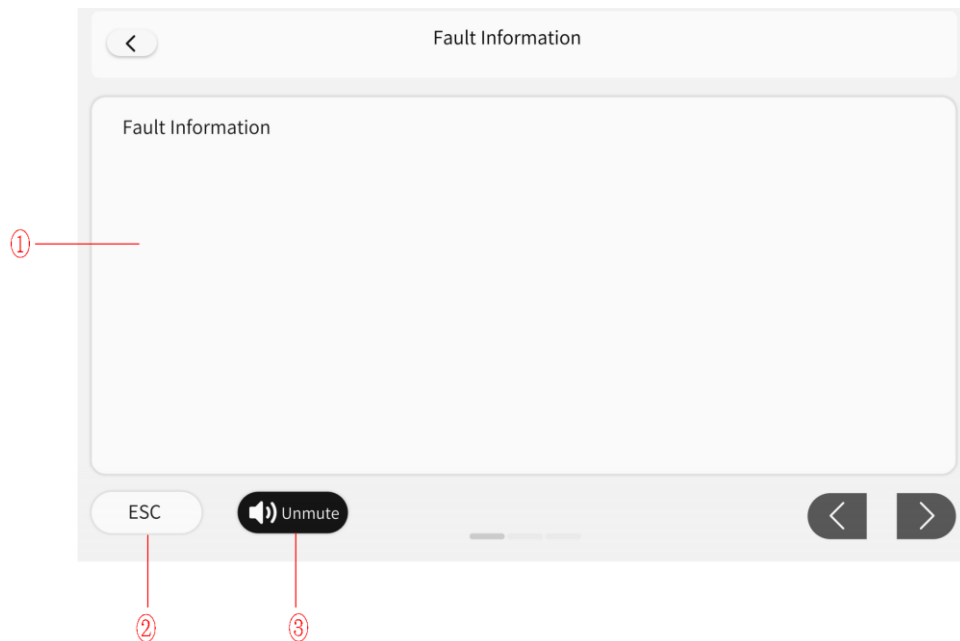 Fault Information
Fault Information
①
ESC
Unmute
②
③